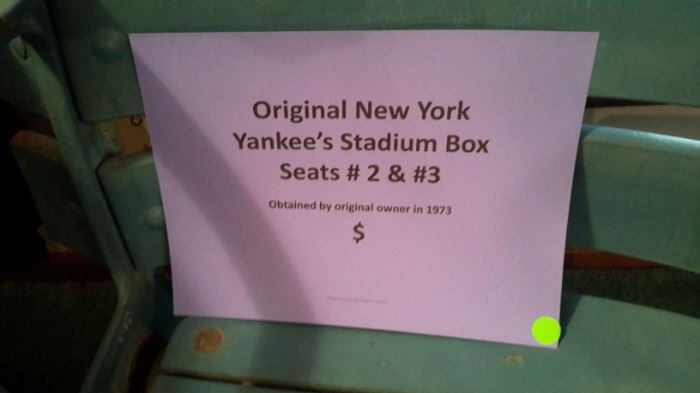 Original New York
Yankee's Stadium Box
Seats # 2 & #3
Obtained by original owner in 1973
$